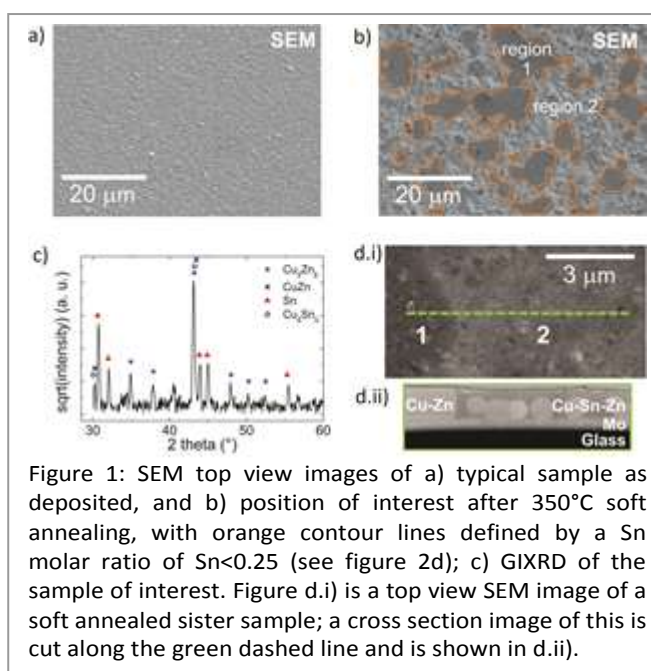 a)
SEM
20 μm
b)
SEM
region
1
region 2
20 μm
c)
sqrt(intensity) (a. u.)
CuZn
Sn
30
40
50
60
2 theta (°)
d.i)
3 μm
1
2
d.ii)
Cu-Zn
Cu-Sn-Zn
Mo
Glass
Figure 1: SEM top view images of a) typical sample as
deposited, and b) position of interest after 350°C soft
annealing, with orange contour lines defined by a Sn
molar ratio of Sn<0.25 (see figure 2d); c) GIXRD of the
sample of interest. Figure d.i) is a top view SEM image of a
soft annealed sister sample; a cross section image of this is
cut along the green dashed line and is shown in d.ii).